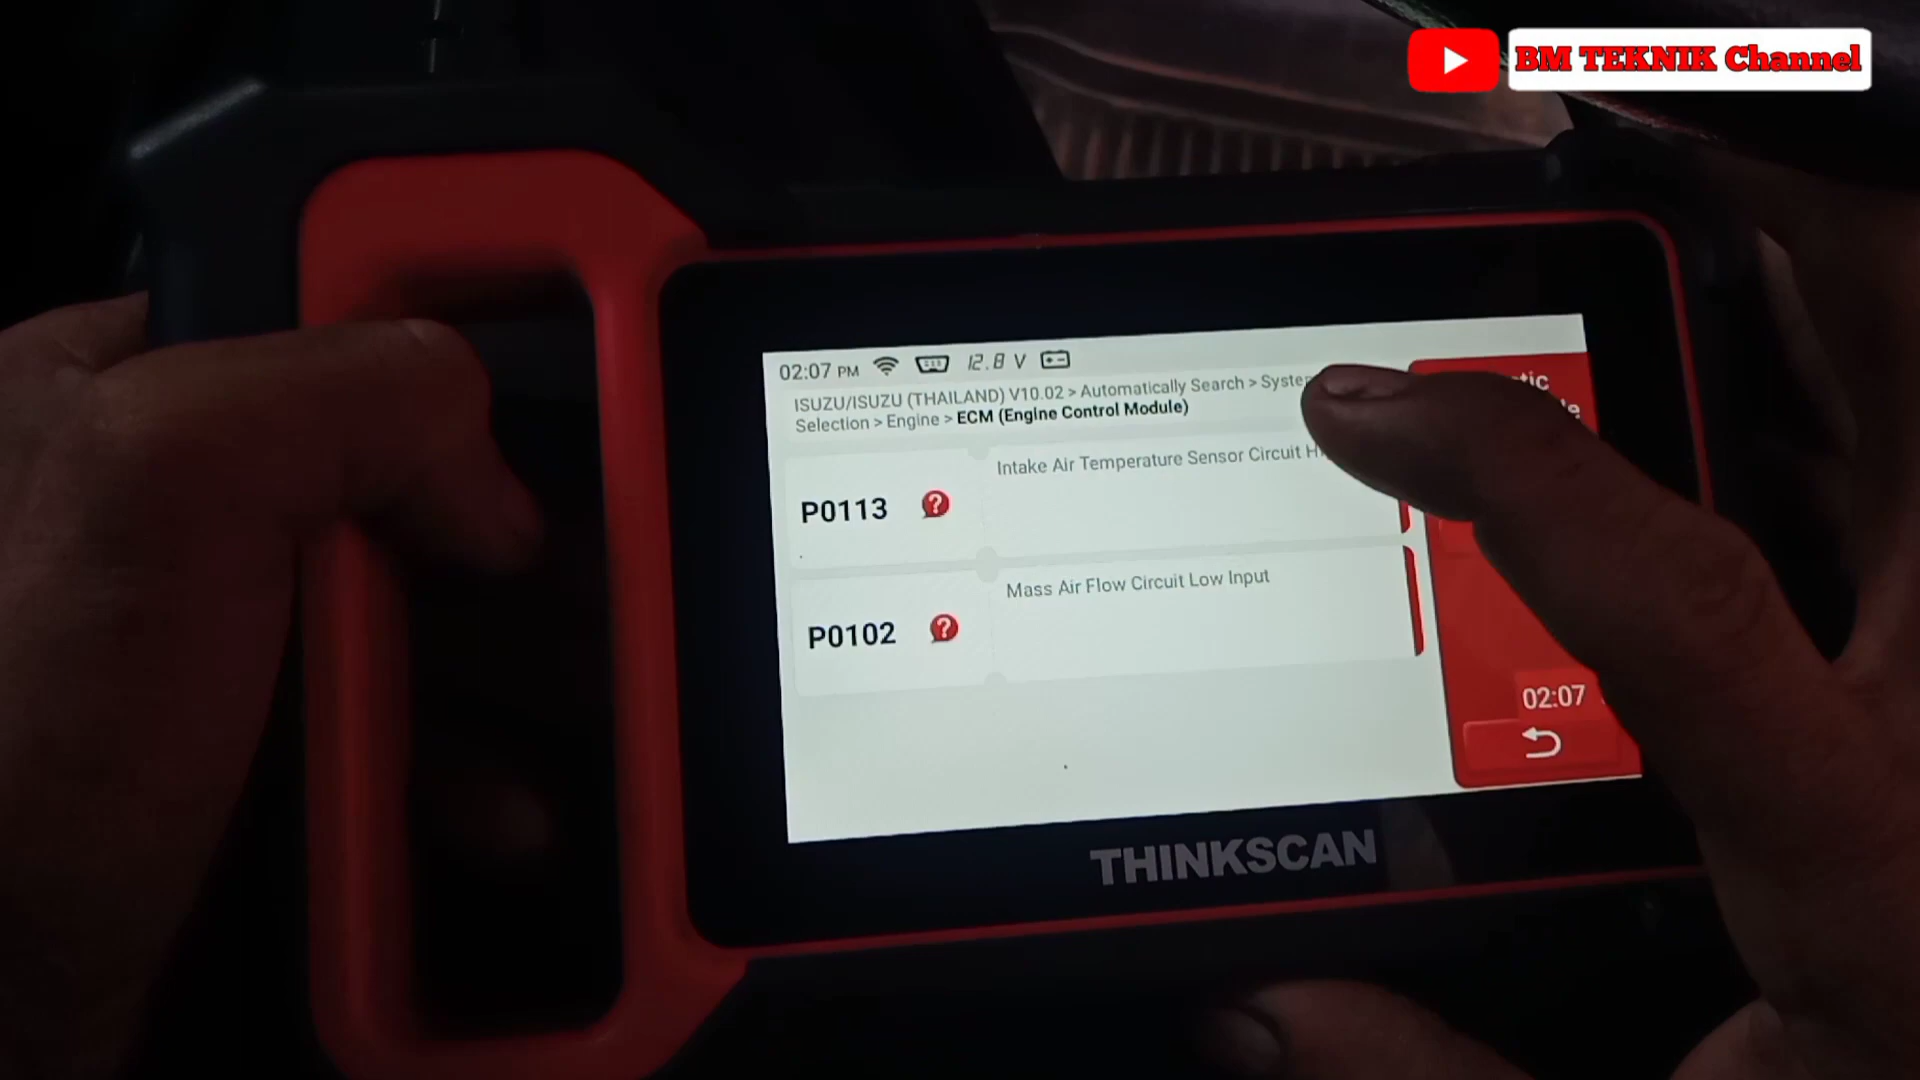 BM TEKNIK Channel
02:07 PM 12.8 V
ISUZU/ISUZU (THAILAND) V10.02 > Automatically Search > System
Selection > Engine > ECM (Engine Control Module)
P0113
Intake Air Temperature Sensor Circuit
P0102
Mass Air Flow Circuit Low Input
02:07
THINKSCAN